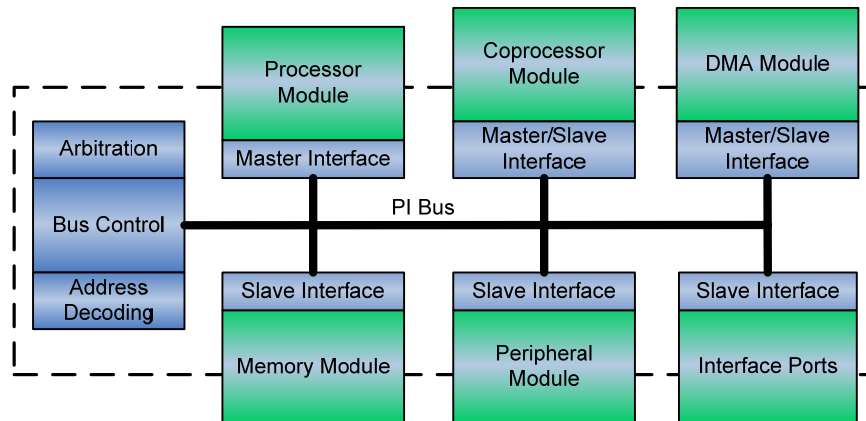 Processor
Module
Master Interface
Coprocessor
Module
Master/Slave
Interface
DMA Module
Master/Slave
Interface
Arbitration
Bus Control
Address
Decoding
PI Bus
Slave Interface
Memory Module
Slave Interface
Peripheral
Module
Slave Interface
Interface Ports